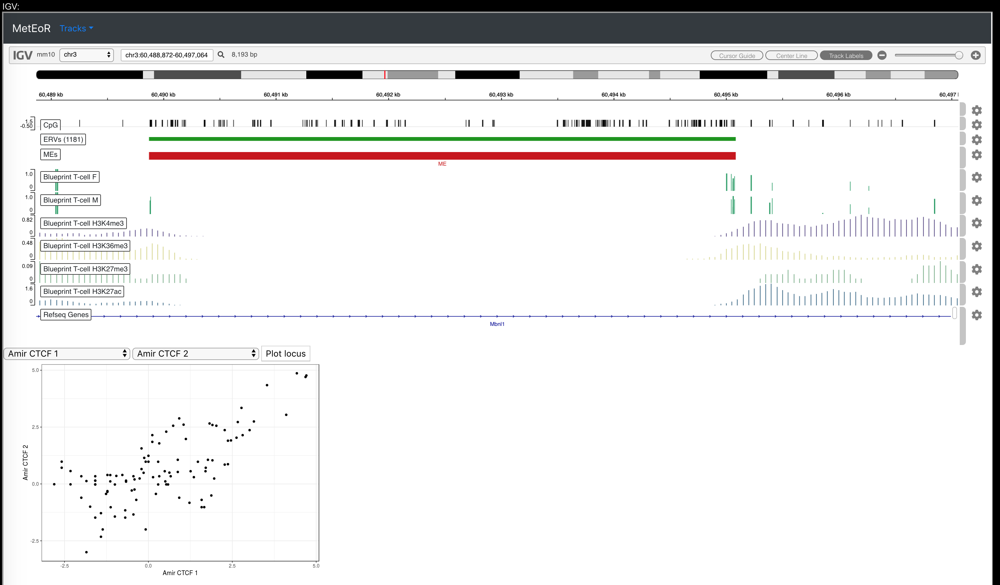 IGV:
MetEoR Tracks
IGV mm10 chr3 chr3:60,488,872-60,497,064 8,193 bp Cursor Guide Center Line Track Labels
60,489 kb 60,490 kb 60,491 kb 60,492 kb 60,493 kb 60,494 kb 60,495 kb 60,496 kb 60,497
1.5
-0.50
CpG
ERVs (1181)
MEs
ME
1.0
Blueprint T-cell F
0
1.0
Blueprint T-cell M
0
0.82
Blueprint T-cell H3K4me3
0
0.48
Blueprint T-cell H3K36me3
0
0.09
Blueprint T-cell H3K27me3
0
1.6
Blueprint T-cell H3K27ac
0
Refseq Genes
Mbnl1
Amir CTCF 1 Amir CTCF 2 Plot locus
5.0
2.5
Amir CTCF 2
0.0
-2.5
-2.5 0.0 2.5 5.0
Amir CTCF 1